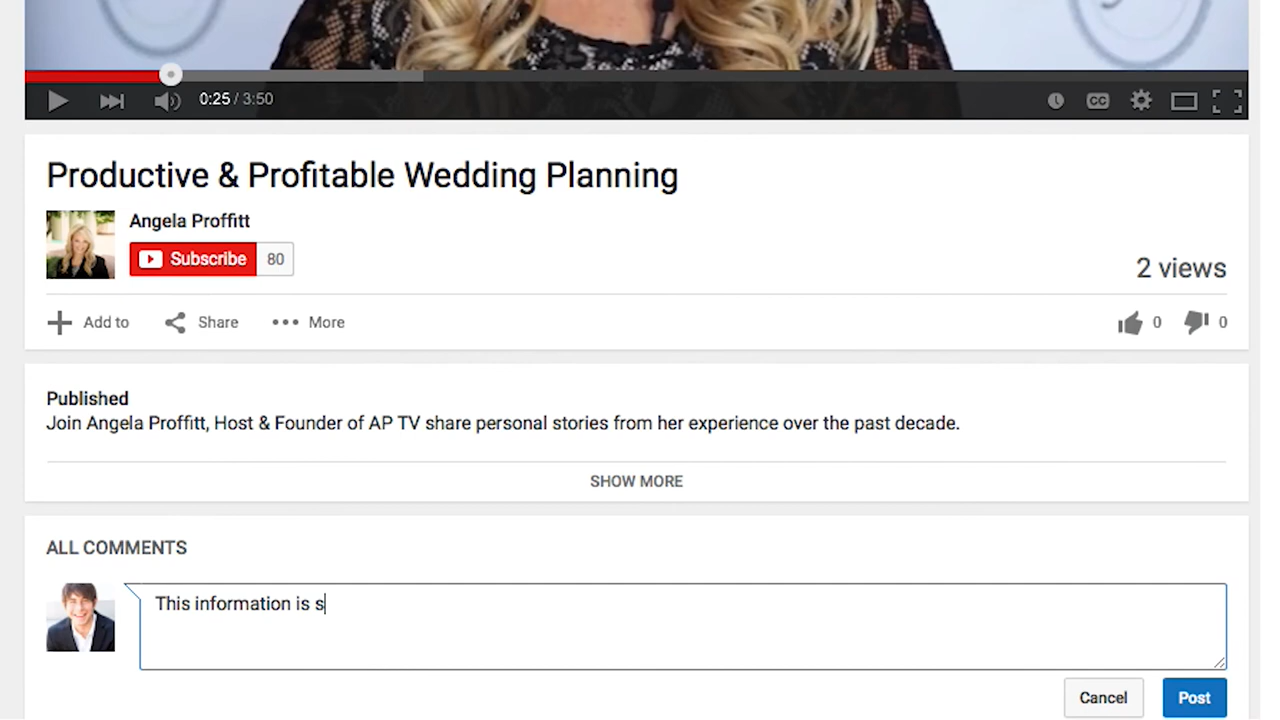 0:25 / 3:50
CC
Productive & Profitable Wedding Planning
Angela Proffitt
Subscribe 80
2 views
Add to Share More 0 0
Published
Join Angela Proffitt, Host & Founder of AP TV share personal stories from her experience over the past decade.
SHOW MORE
ALL COMMENTS
This information is s
Cancel Post